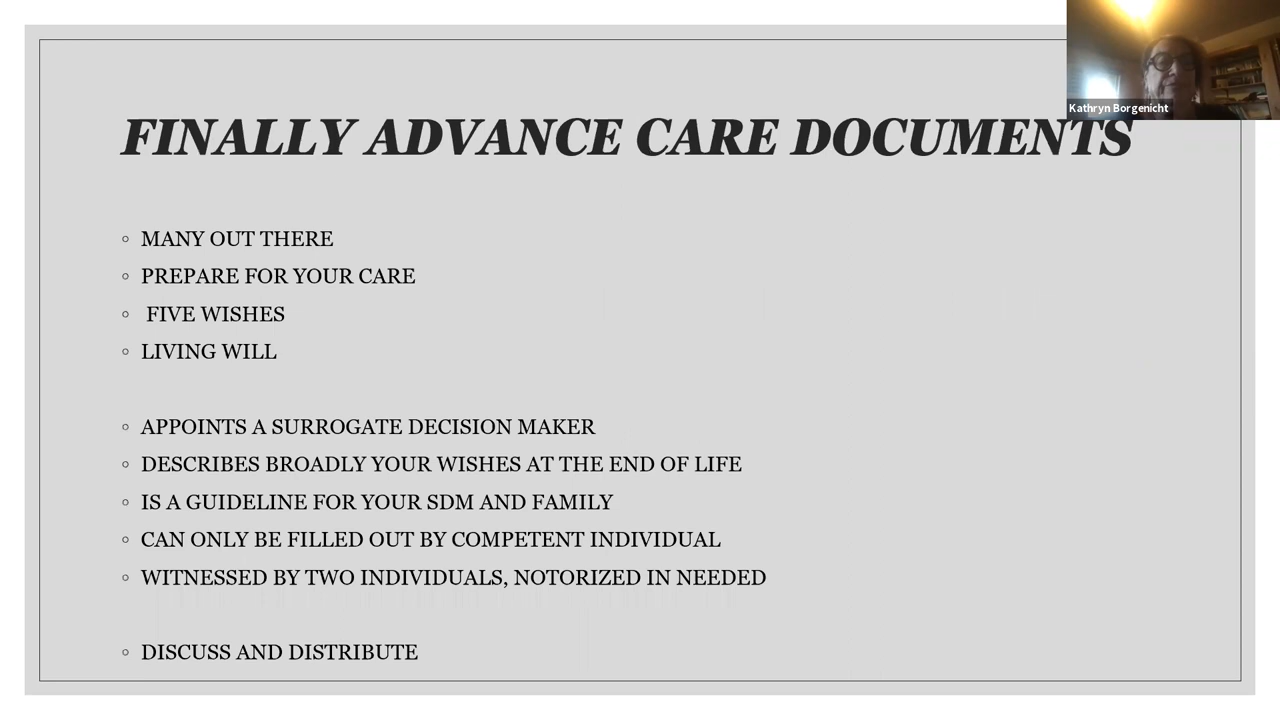 Kathryn Borgenicht
FINALLY ADVANCE CARE DOCUMENTS
◦ MANY OUT THERE
◦ PREPARE FOR YOUR CARE
◦ FIVE WISHES
◦ LIVING WILL
◦ APPOINTS A SURROGATE DECISION MAKER
◦ DESCRIBES BROADLY YOUR WISHES AT THE END OF LIFE
◦ IS A GUIDELINE FOR YOUR SDM AND FAMILY
◦ CAN ONLY BE FILLED OUT BY COMPETENT INDIVIDUAL
◦ WITNESSED BY TWO INDIVIDUALS, NOTORIZED IN NEEDED
◦ DISCUSS AND DISTRIBUTE